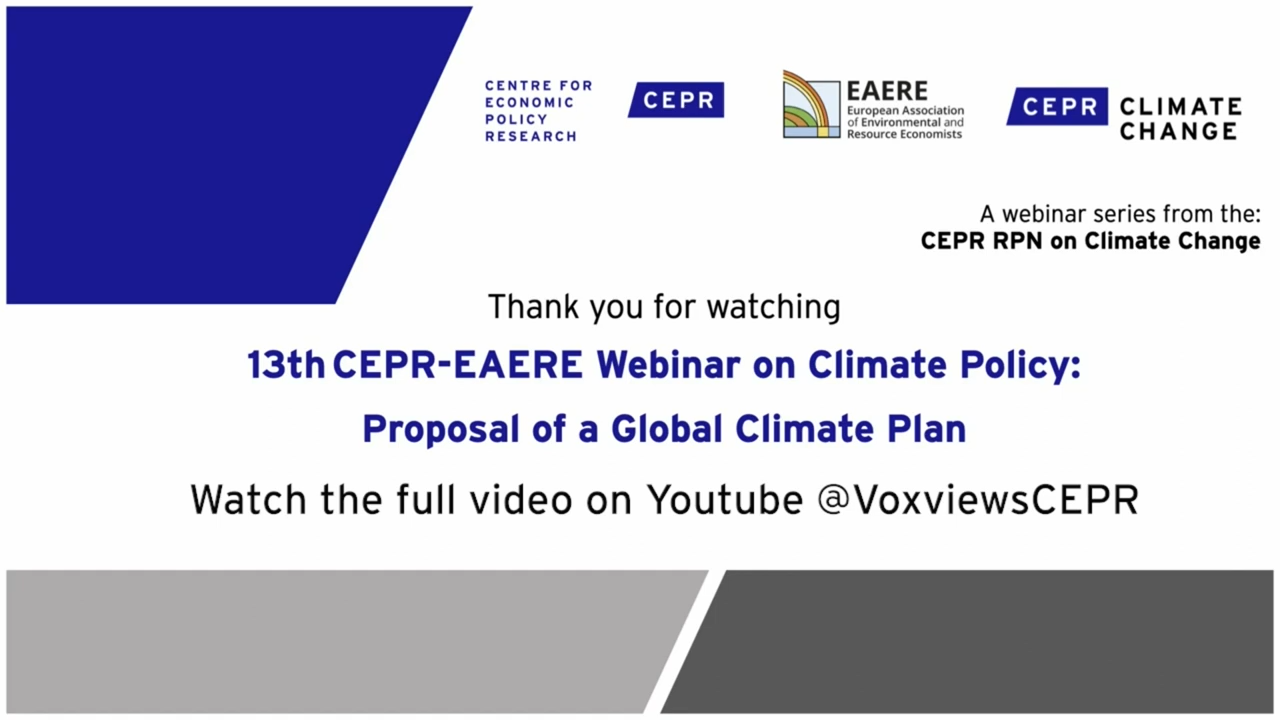 CENTRE FOR
ECONOMIC
POLICY
RESEARCH
CEPR
EAERE
European Association
of Environmental and
Resource Economists
CEPR
CLIMATE
CHANGE
A webinar series from the:
CEPR RPN on Climate Change
Thank you for watching
13th CEPR-EAERE Webinar on Climate Policy:
Proposal of a Global Climate Plan
Watch the full video on Youtube @VoxviewsCEPR